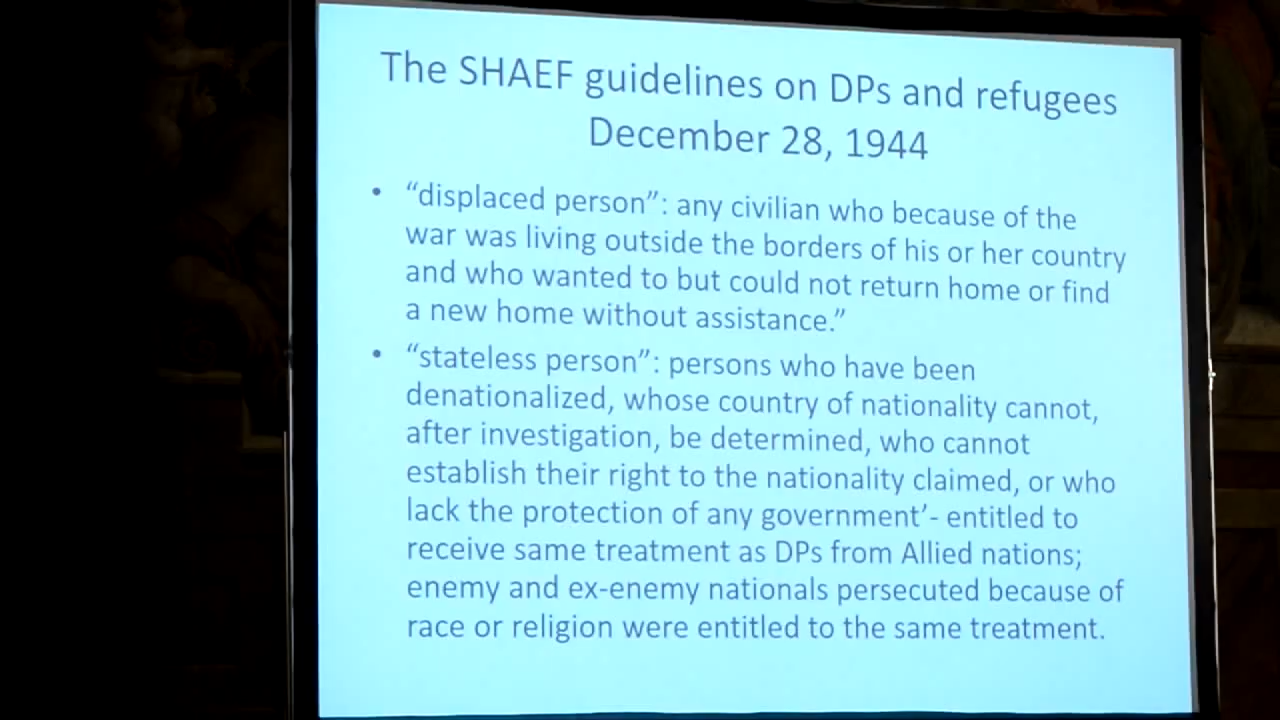 The SHAEF guidelines on DPs and refugees
December 28, 1944
• “displaced person”: any civilian who because of the
war was living outside the borders of his or her country
and who wanted to but could not return home or find
a new home without assistance.”
• “stateless person”: persons who have been
denationalized, whose country of nationality cannot,
after investigation, be determined, who cannot
establish their right to the nationality claimed, or who
lack the protection of any government’- entitled to
receive same treatment as DPs from Allied nations;
enemy and ex-enemy nationals persecuted because of
race or religion were entitled to the same treatment.